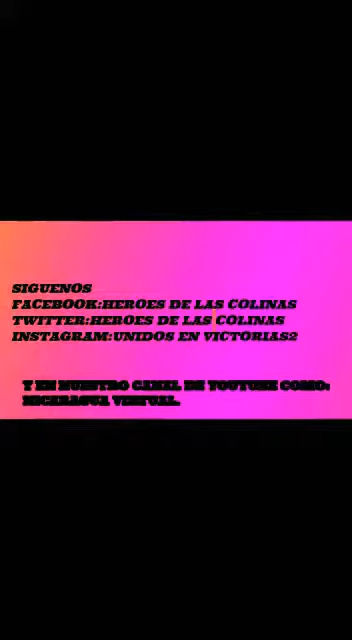 SIGUENOS
FACEBOOK:HEROES DE LAS COLINAS
TWITTER:HEROES DE LAS COLINAS
INSTAGRAM:UNIDOS EN VICTORIAS2
Y EN NUESTRO CANAL DE YOUTUBE COMO:
NICARAGUA VIRTUAL.